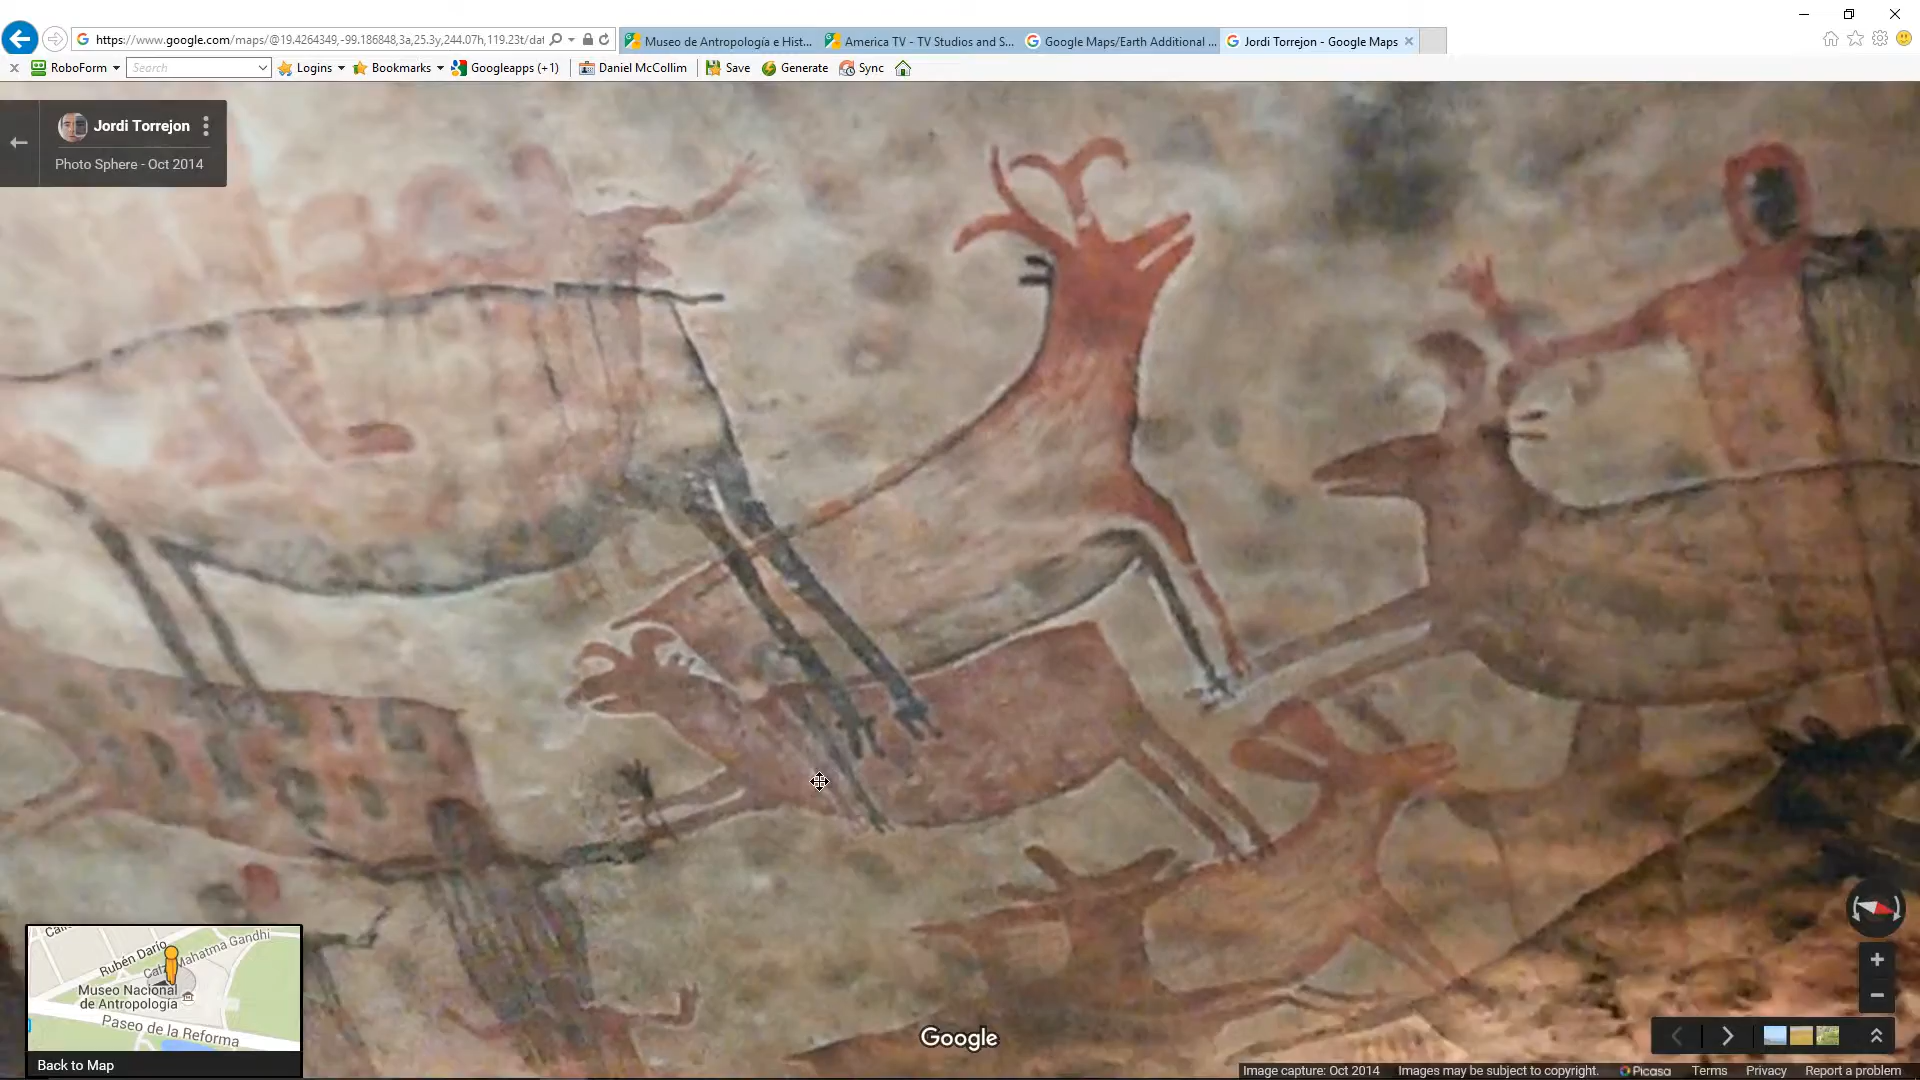 https://www.google.com/maps/@19.4264349,-99.186848,3a,25.3y,244.07h,119.23t/dat
Museo de Antropología e Hist...
America TV - TV Studios and S...
Google Maps/Earth Additional ...
Jordi Torrejon - Google Maps
RoboForm
Search
Logins
Bookmarks
Googleapps (+1)
Daniel McCollim
Save
Generate
Sync
Jordi Torrejon
Photo Sphere - Oct 2014
Rubén Darío
Calz Mahatma Gandhi
Museo Nacional
de Antropología
Paseo de la Reforma
Back to Map
Google
Image capture: Oct 2014 Images may be subject to copyright. Picasa Terms Privacy Report a problem